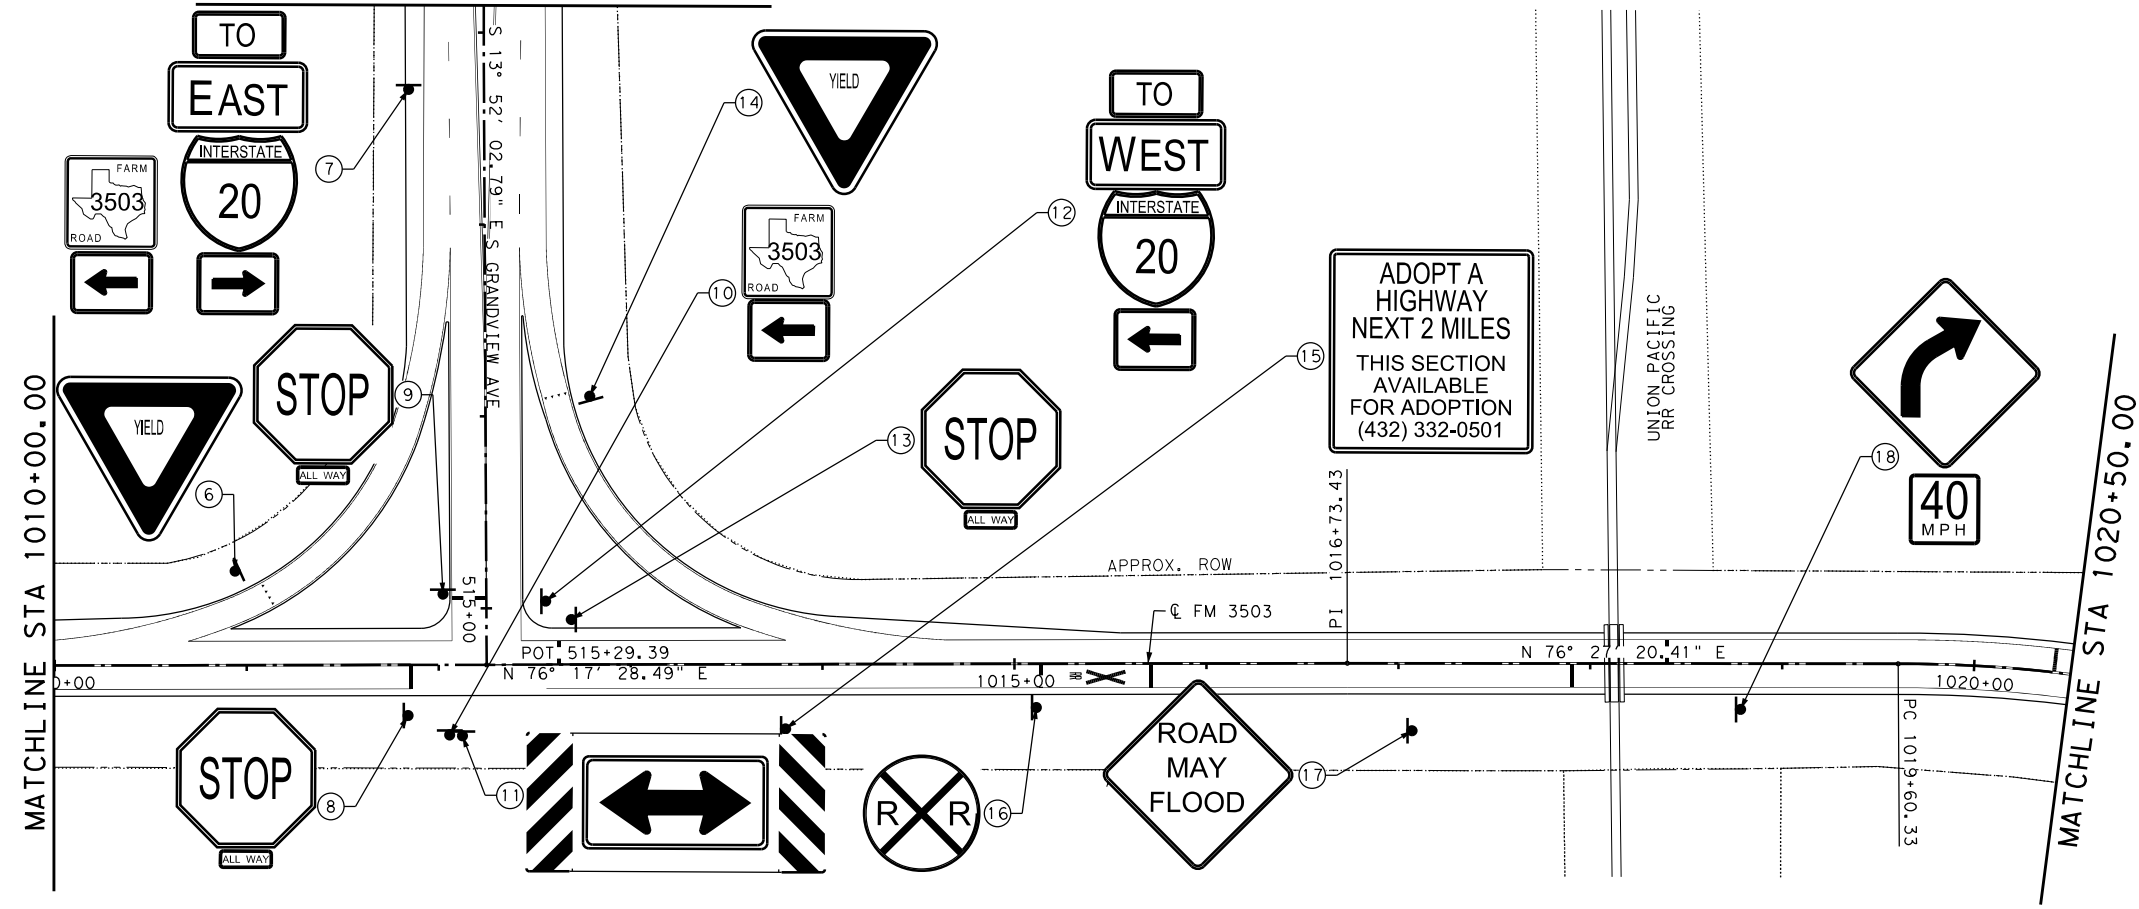 TO
EAST
INTERSTATE
20
FARM
3503
ROAD
7
S 13° 52' 02.79" E
S GRANDVIEW AVE
14
YIELD
10
FARM
3503
ROAD
12
TO
WEST
INTERSTATE
20
15
ADOPT A
HIGHWAY
NEXT 2 MILES
THIS SECTION
AVAILABLE
FOR ADOPTION
(432) 332-0501
UNION PACIFIC
RR CROSSING
18
40
MPH
MATCHLINE STA 1010+00.00
YIELD
STOP
ALL WAY
9
6
13
STOP
ALL WAY
515+00
APPROX. ROW
PI 1016+73.43
℄ FM 3503
POT 515+29.39
N 76° 17' 28.49" E
N 76° 27' 20.41" E
0+00
1015+00
RR
1020+00
PC 1019+60.33
MATCHLINE STA 1020+50.00
STOP
ALL WAY
8
11
R R
16
ROAD
MAY
FLOOD
17